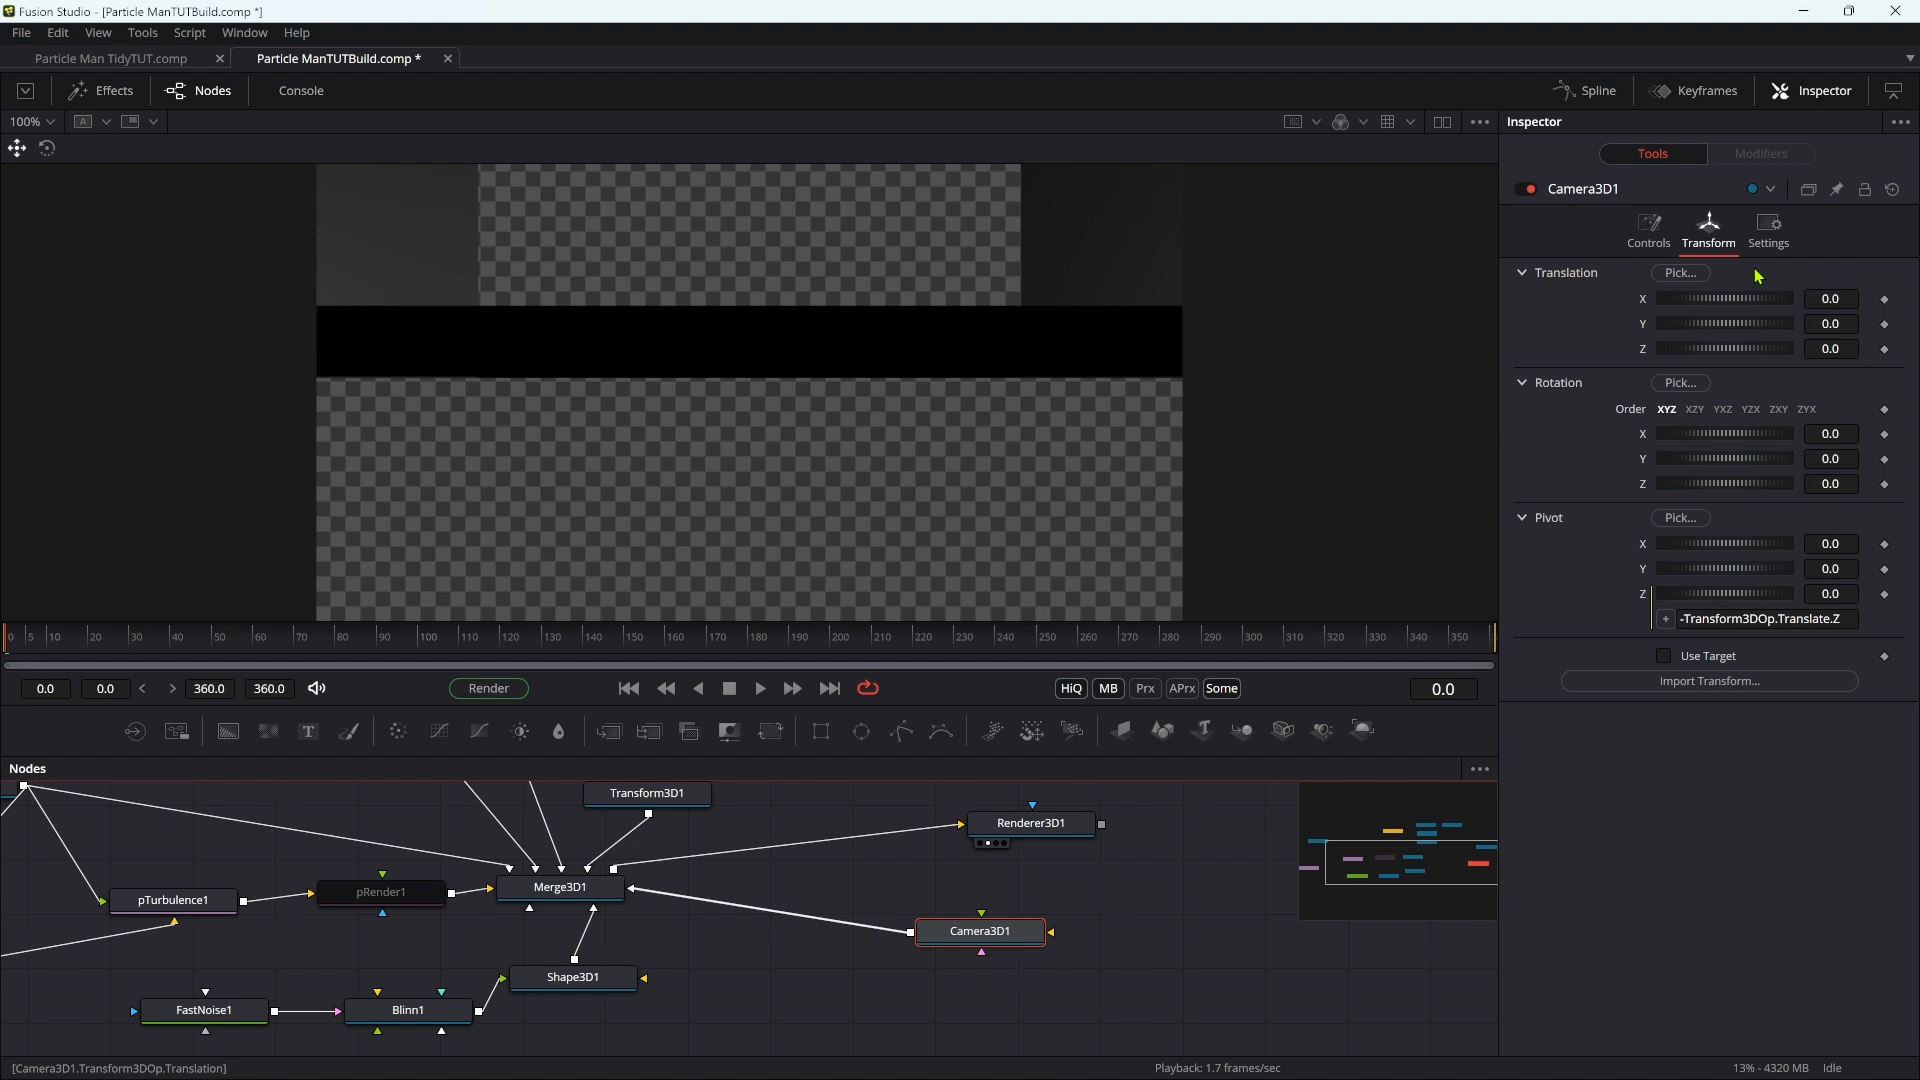 Fusion Studio - [Particle ManTUTBuild.comp *]
File Edit View Tools Script Window Help
Particle Man TidyTUT.comp Particle ManTUTBuild.comp *
Effects Nodes Console Spline Keyframes Inspector
100% A Inspector
Tools Modifiers
Camera3D1
Controls Transform Settings
Translation Pick...
X 0.0
Y 0.0
Z 0.0
Rotation Pick...
Order XYZ XZY YXZ YZX ZXY ZYX
X 0.0
Y 0.0
Z 0.0
Pivot Pick...
X 0.0
Y 0.0
Z 0.0
+ -Transform3DOp.Translate.Z
Use Target
Import Transform...
0 5 10 20 30 40 50 60 70 80 90 100 110 120 130 140 150 160 170 180 190 200 210 220 230 240 250 260 270 280 290 300 310 320 330 340 350
0.0 0.0 < > 360.0 360.0 Render HiQ MB Prx APrx Some 0.0
T T
Nodes
Transform3D1
Renderer3D1
Merge3D1
pRender1
pTurbulence1
Camera3D1
Shape3D1
FastNoise1
Blinn1
[Camera3D1.Transform3DOp.Translation] Playback: 1.7 frames/sec 13% - 4320 MB Idle